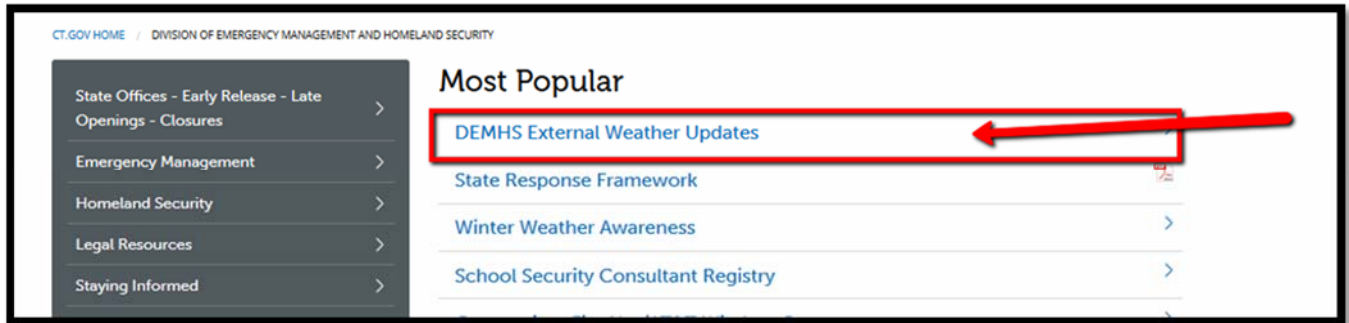 CT.GOV HOME / DIVISION OF EMERGENCY MANAGEMENT AND HOMELAND SECURITY
State Offices - Early Release - Late
Openings - Closures
Emergency Management
Homeland Security
Legal Resources
Staying Informed
Most Popular
DEMHS External Weather Updates
State Response Framework
Winter Weather Awareness
School Security Consultant Registry